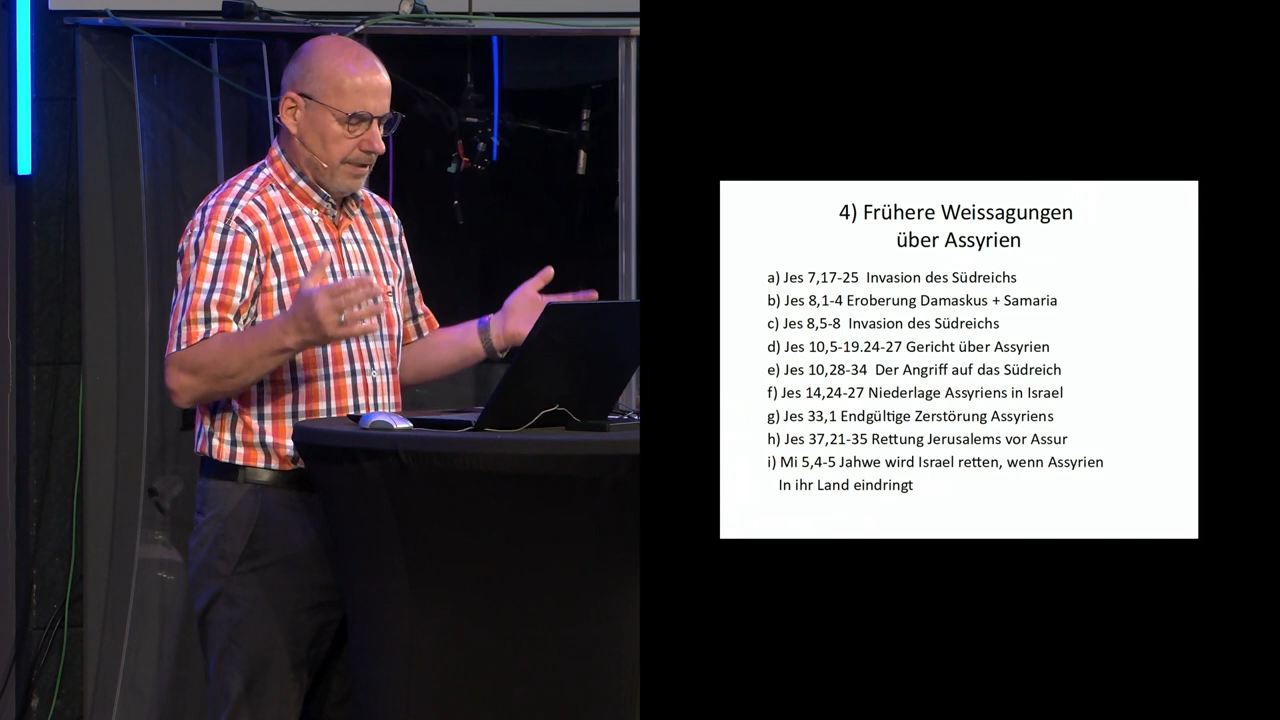 4) Frühere Weissagungen
über Assyrien
a) Jes 7,17-25 Invasion des Südreichs
b) Jes 8,1-4 Eroberung Damaskus + Samaria
c) Jes 8,5-8 Invasion des Südreichs
d) Jes 10,5-19.24-27 Gericht über Assyrien
e) Jes 10,28-34 Der Angriff auf das Südreich
f) Jes 14,24-27 Niederlage Assyriens in Israel
g) Jes 33,1 Endgültige Zerstörung Assyriens
h) Jes 37,21-35 Rettung Jerusalems vor Assur
i) Mi 5,4-5 Jahwe wird Israel retten, wenn Assyrien
In ihr Land eindringt